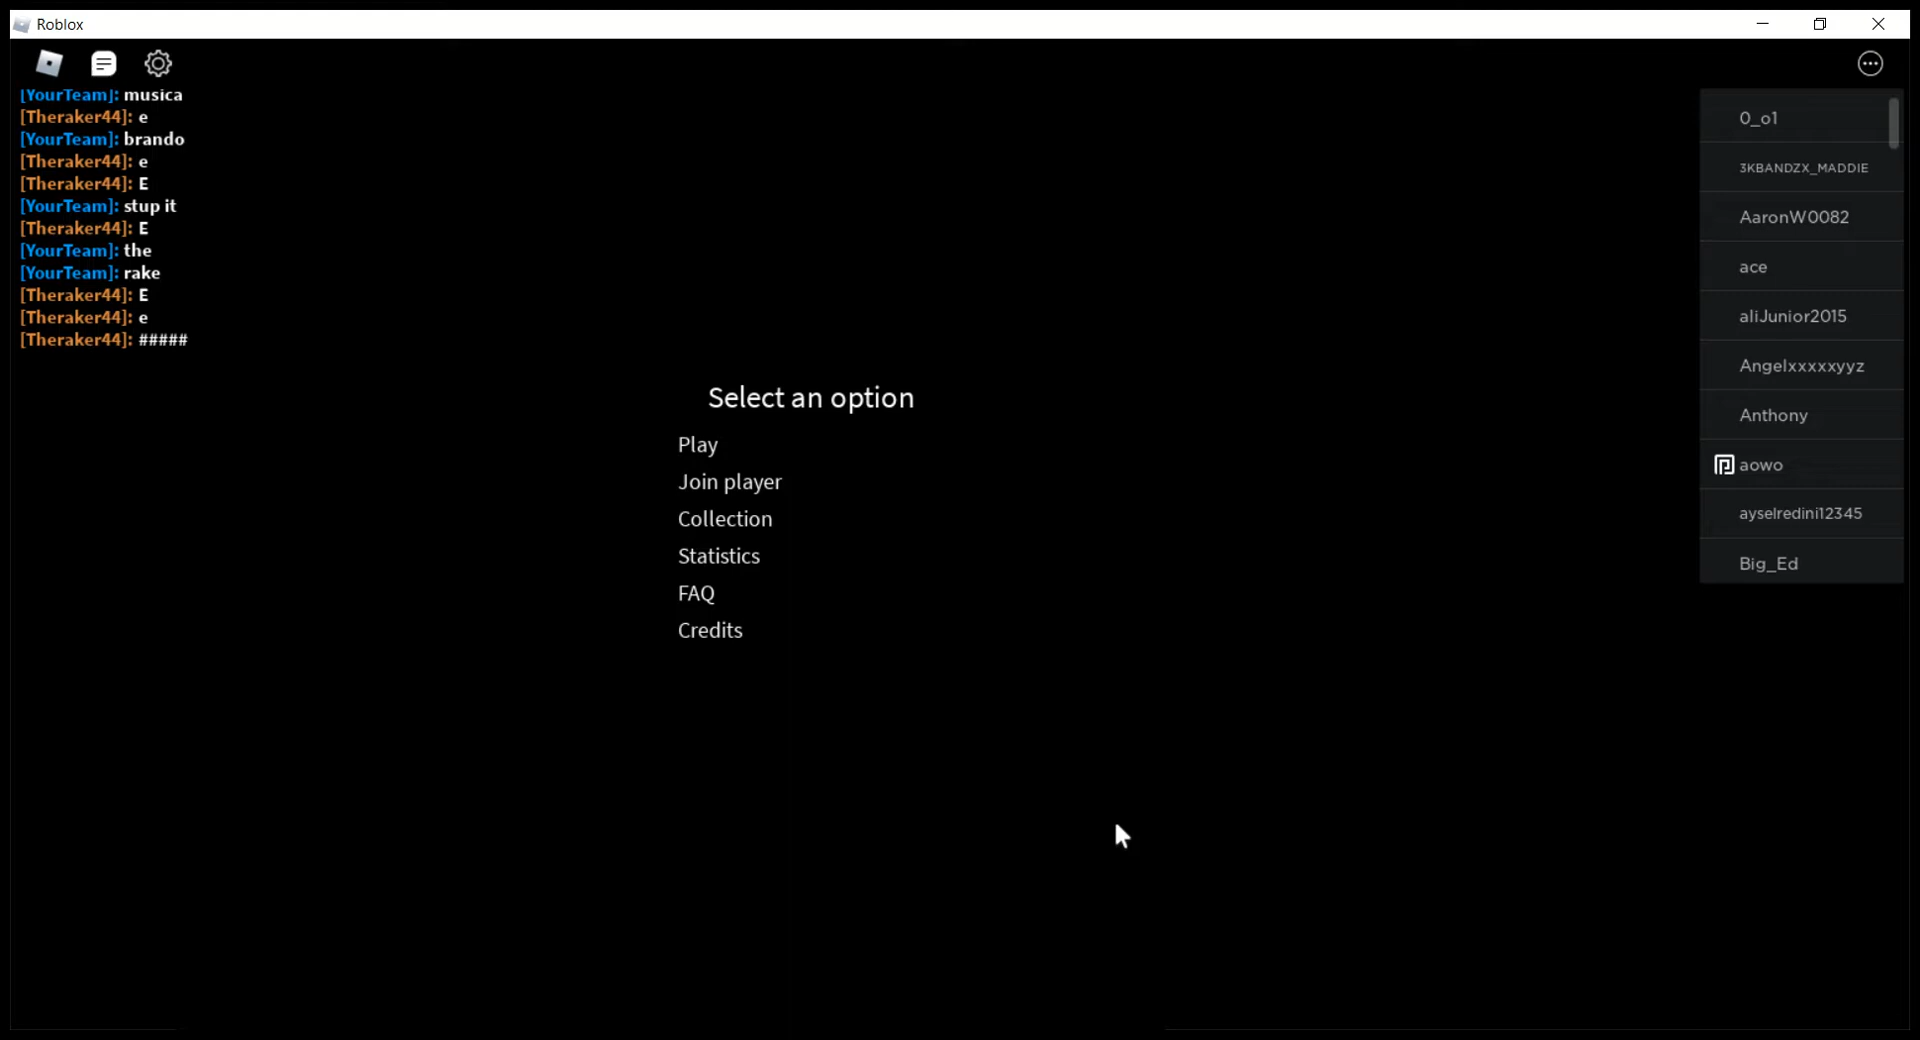 Roblox
[YourTeam]: musica
[Theraker44]: e
[YourTeam]: brando
[Theraker44]: e
[Theraker44]: E
[YourTeam]: stup it
[Theraker44]: E
[YourTeam]: the
[YourTeam]: rake
[Theraker44]: E
[Theraker44]: e
[Theraker44]: #####
Select an option
Play
Join player
Collection
Statistics
FAQ
Credits
0_o1
3KBANDZX_MADDIE
AaronW0082
ace
aliJunior2015
Angelxxxxxyyz
Anthony
aowo
ayselredini12345
Big_Ed